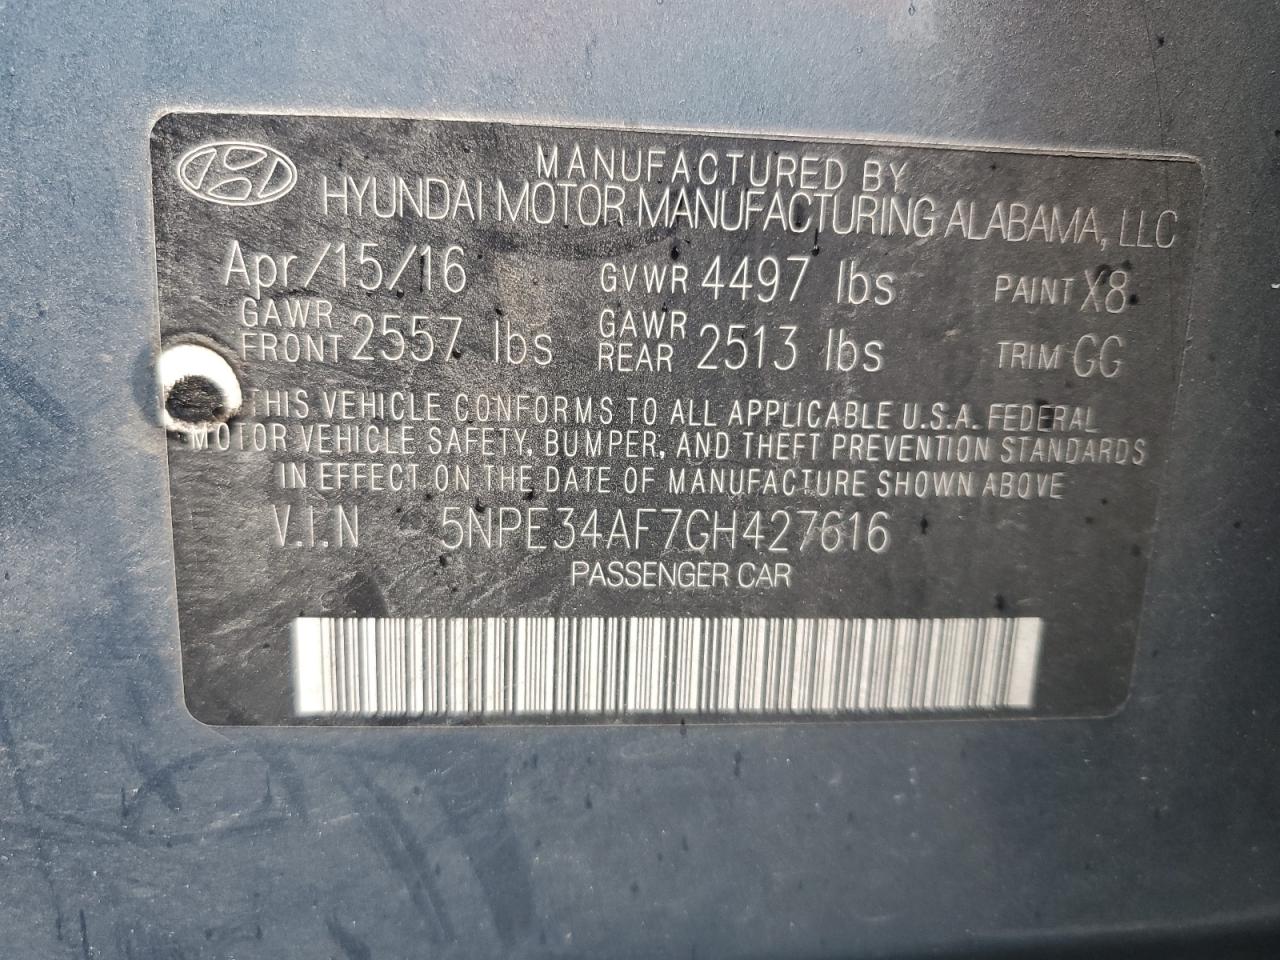 MANUFACTURED BY
HYUNDAI MOTOR MANUFACTURING ALABAMA, LLC
Apr/15/16 GVWR 4497 lbs PAINT X8
GAWR FRONT 2557 lbs GAWR REAR 2513 lbs TRIM GG
THIS VEHICLE CONFORMS TO ALL APPLICABLE U.S.A. FEDERAL
MOTOR VEHICLE SAFETY, BUMPER, AND THEFT PREVENTION STANDARDS
IN EFFECT ON THE DATE OF MANUFACTURE SHOWN ABOVE
V.I.N 5NPE34AF7GH427616
PASSENGER CAR